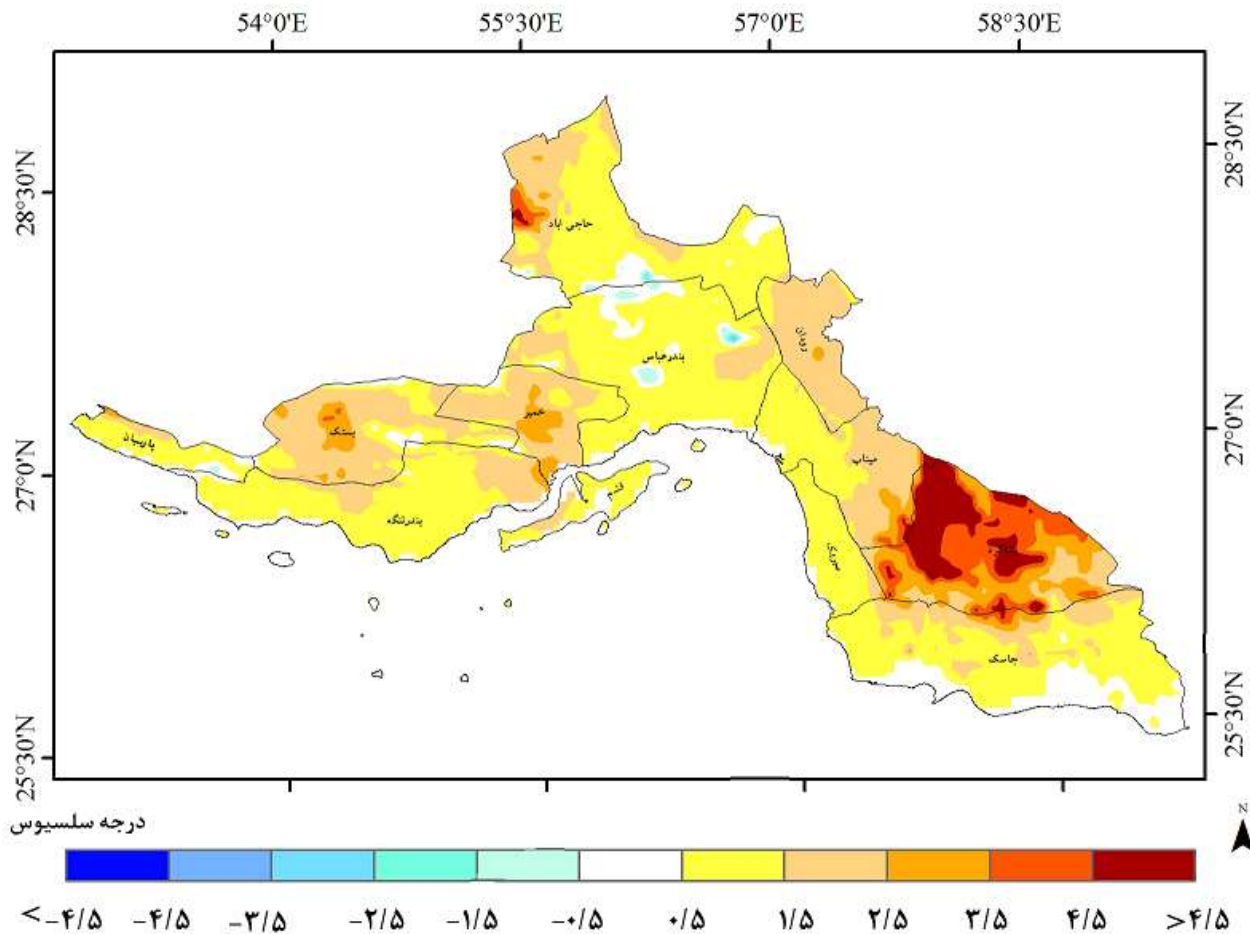 54°0'E 55°30'E 57°0'E 58°30'E
28°30'N
28°30'N
حاجی اباد
رودان
بندرعباس
خمیر
بستک
پارسیان
27°0'N
27°0'N
میناب
قشم
بندرلنگه
سیریک
جاسک
25°30'N
25°30'N
درجه سلسیوس
N
<-۴/۵ -۴/۵ -۳/۵ -۲/۵ -۱/۵ -۰/۵ ۰/۵ ۱/۵ ۲/۵ ۳/۵ ۴/۵ >۴/۵